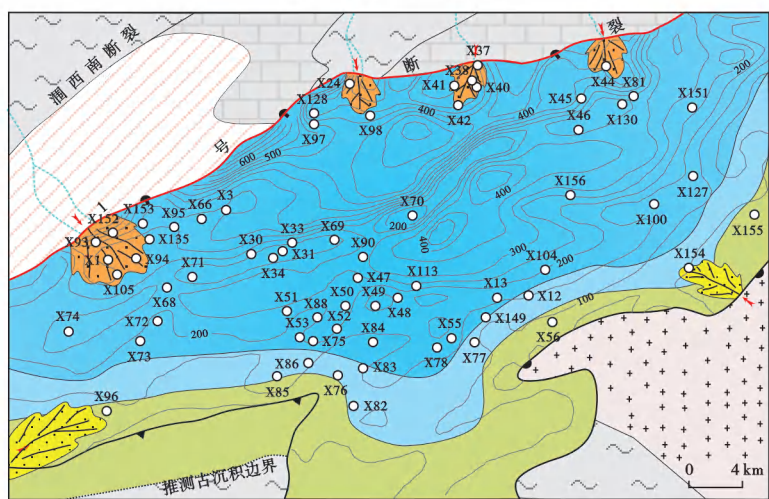 涠西南断裂
1
号
断
裂
X37
X24
X38
X41
X40
X44
X42
X128
X97
X98
400
X45
X81
X130
X46
400
X151
200
600
500
X153
X3
X152
X95
X66
X93
X135
X1
X94
X105
X71
X68
X30
X33
X31
X34
X69
X70
200
400
X90
X156
400
X127
X100
X155
300
200
X104
X154
X47
X113
X13
X12
100
X74
X72
X73
200
X51
X88
X50
X49
X48
X52
X53
X75
X84
X149
X55
X78
X77
X56
X86
X85
X76
X83
X82
X96
推测古沉积边界
0 4 km